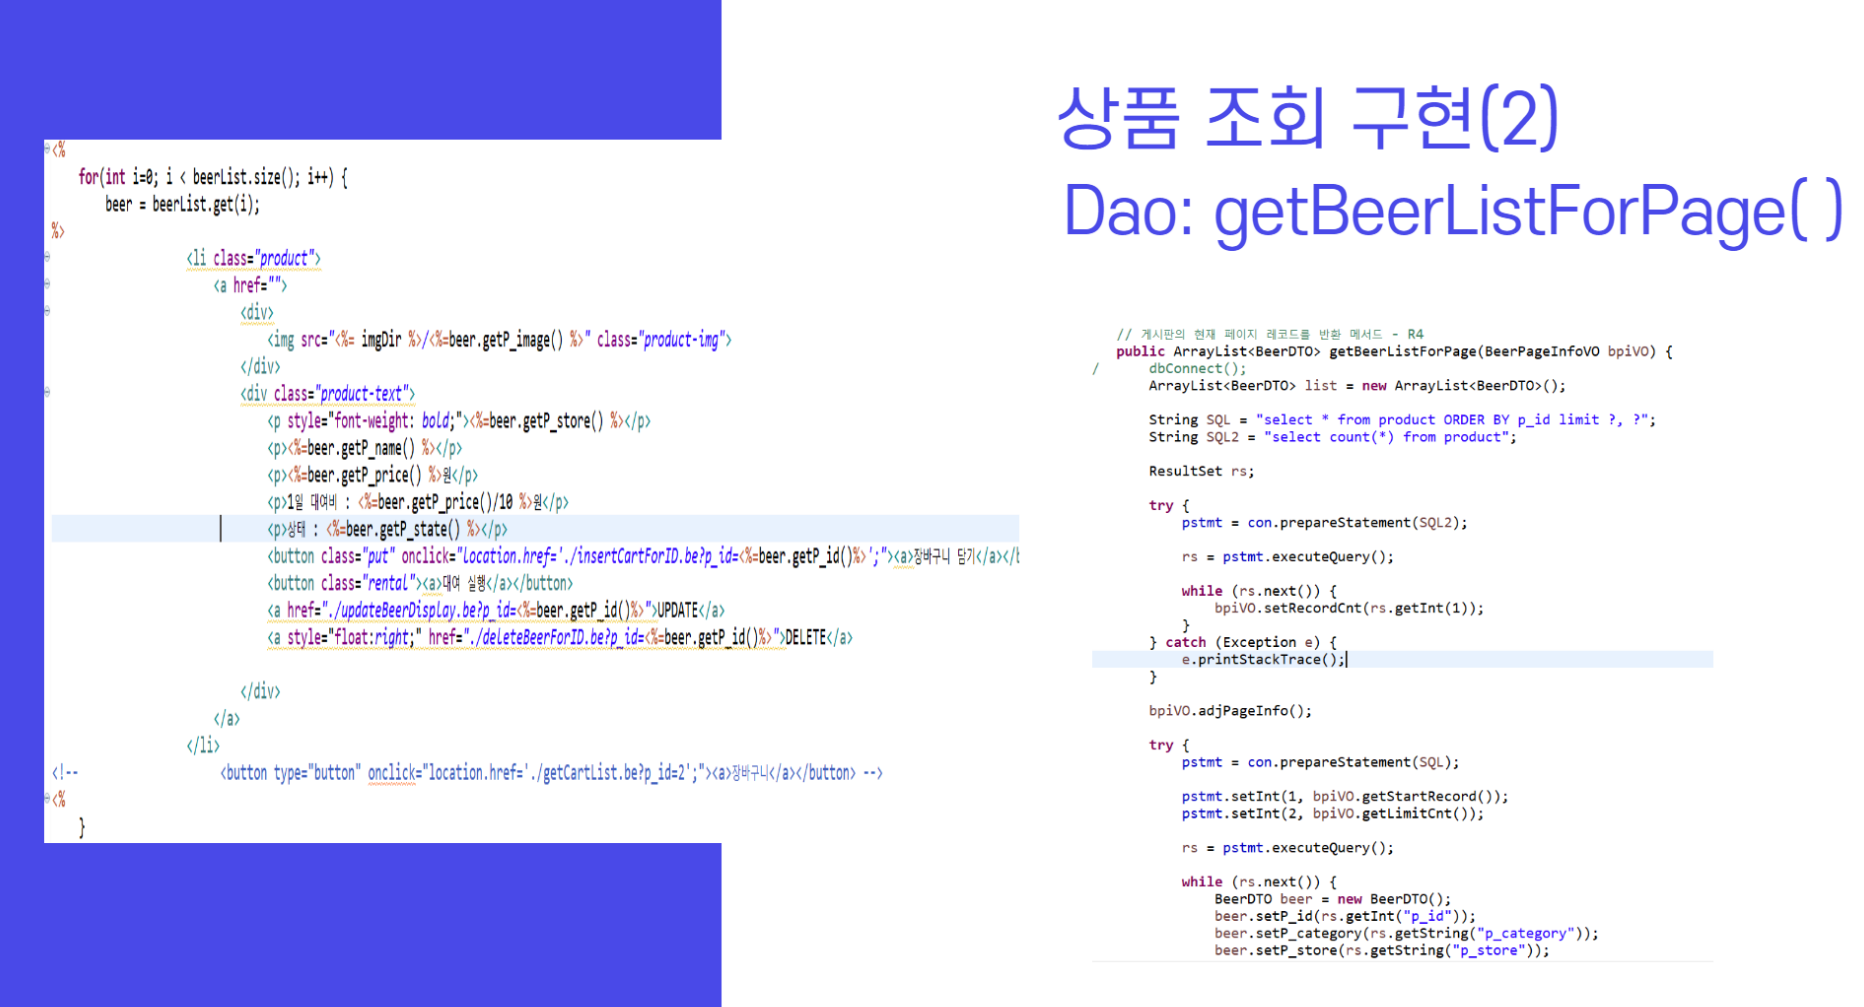 상품 조회 구현(2)
Dao: getBeerListForPage( )
<%
for(int i=0; i < beerList.size(); i++) {
beer = beerList.get(i);
%>
<li class="product">
<a href="">
<div>
<img src="<%= imgDir %>/<%=beer.getP_image() %>" class="product-img">
</div>
<div class="product-text">
<p style="font-weight: bold;"><%=beer.getP_store() %></p>
<p><%=beer.getP_name() %></p>
<p><%=beer.getP_price() %>원</p>
<p>1일 대여비 : <%=beer.getP_price()/10 %>원</p>
<p>상태 : <%=beer.getP_state() %></p>
<button class="put" onclick="location.href='./insertCartForID.be?p_id=<%=beer.getP_id()%>';"><a>장바구니 담기</a></b
<button class="rental"><a>대여 실행</a></button>
<a href="./updateBeerDisplay.be?p_id=<%=beer.getP_id()%>">UPDATE</a>
<a style="float:right;" href="./deleteBeerForID.be?p_id=<%=beer.getP_id()%>">DELETE</a>
</div>
</a>
</li>
<!-- <button type="button" onclick="location.href='./getCartList.be?p_id=2';"><a>장바구니</a></button> -->
<%
}
// 게시판의 현재 페이지 레코드를 반환 메서드 - R4
public ArrayList<BeerDTO> getBeerListForPage(BeerPageInfoVO bpiVO) {
/ dbConnect();
ArrayList<BeerDTO> list = new ArrayList<BeerDTO>();
String SQL = "select * from product ORDER BY p_id limit ?, ?";
String SQL2 = "select count(*) from product";
ResultSet rs;
try {
pstmt = con.prepareStatement(SQL2);
rs = pstmt.executeQuery();
while (rs.next()) {
bpiVO.setRecordCnt(rs.getInt(1));
}
} catch (Exception e) {
e.printStackTrace();
}
bpiVO.adjPageInfo();
try {
pstmt = con.prepareStatement(SQL);
pstmt.setInt(1, bpiVO.getStartRecord());
pstmt.setInt(2, bpiVO.getLimitCnt());
rs = pstmt.executeQuery();
while (rs.next()) {
BeerDTO beer = new BeerDTO();
beer.setP_id(rs.getInt("p_id"));
beer.setP_category(rs.getString("p_category"));
beer.setP_store(rs.getString("p_store"));